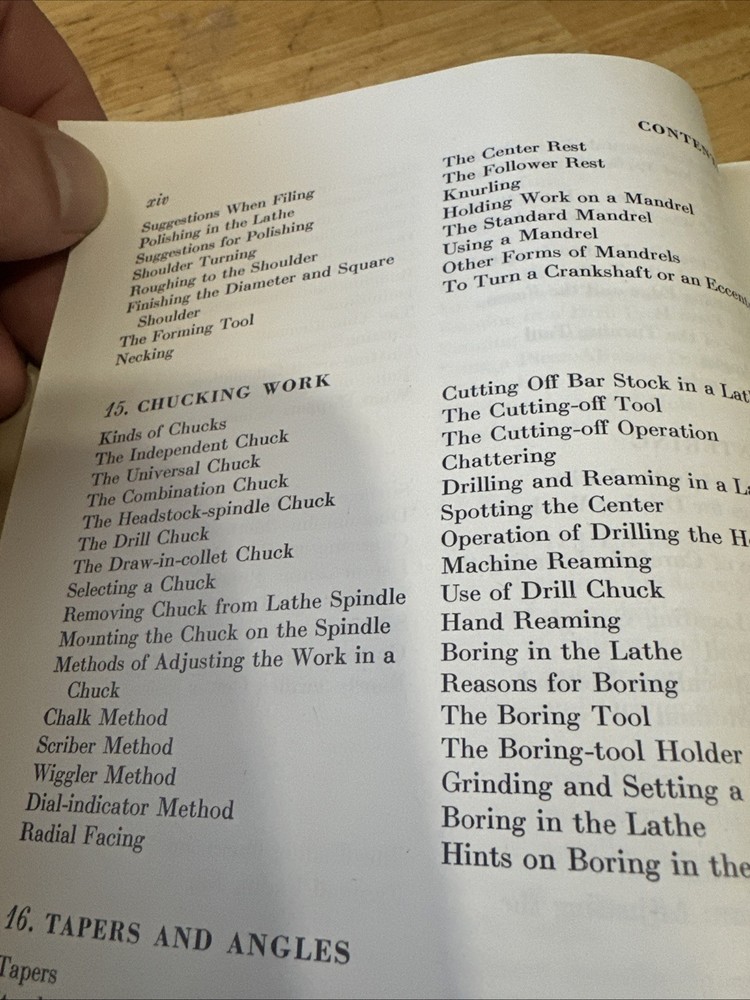 xiv
CONTEN
Suggestions When Filing
Polishing in the Lathe
Suggestions for Polishing
Shoulder Turning
Roughing to the Shoulder
Finishing the Diameter and Square
Shoulder
The Forming Tool
Necking
The Center Rest
The Follower Rest
Knurling
Holding Work on a Mandrel
The Standard Mandrel
Using a Mandrel
Other Forms of Mandrels
To Turn a Crankshaft or an Eccent
15. CHUCKING WORK
Kinds of Chucks
The Independent Chuck
The Universal Chuck
The Combination Chuck
The Headstock-spindle Chuck
The Drill Chuck
The Draw-in-collet Chuck
Selecting a Chuck
Removing Chuck from Lathe Spindle
Mounting the Chuck on the Spindle
Methods of Adjusting the Work in a
Chuck
Chalk Method
Scriber Method
Wiggler Method
Dial-indicator Method
Radial Facing
Cutting Off Bar Stock in a Lat
The Cutting-off Tool
The Cutting-off Operation
Chattering
Drilling and Reaming in a La
Spotting the Center
Operation of Drilling the H
Machine Reaming
Use of Drill Chuck
Hand Reaming
Boring in the Lathe
Reasons for Boring
The Boring Tool
The Boring-tool Holder
Grinding and Setting a
Boring in the Lathe
Hints on Boring in the
16. TAPERS AND ANGLES
Tapers